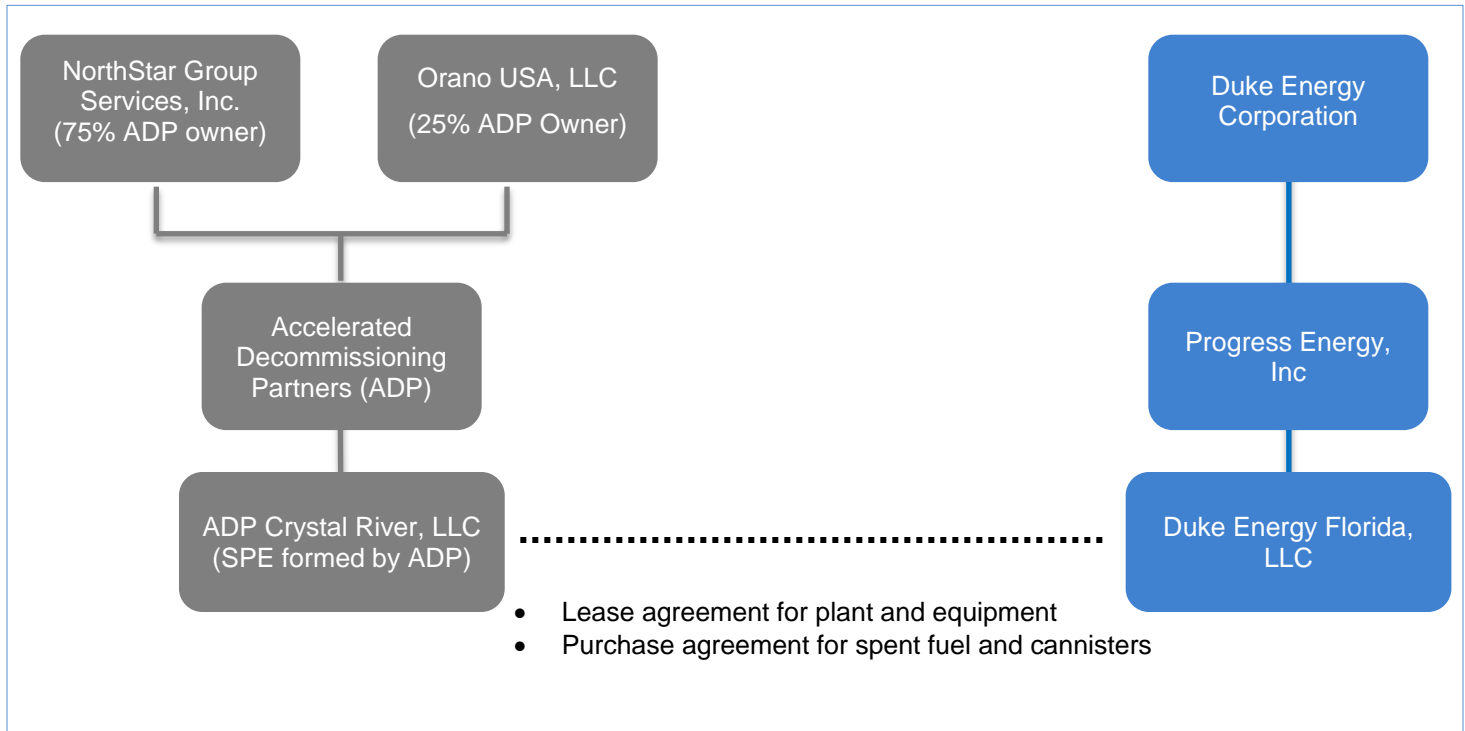 NorthStar Group
Services, Inc.
(75% ADP owner)
Orano USA, LLC
(25% ADP Owner)
Duke Energy
Corporation
Accelerated
Decommissioning
Partners (ADP)
Progress Energy,
Inc
ADP Crystal River, LLC
(SPE formed by ADP)
Duke Energy Florida,
LLC
• Lease agreement for plant and equipment
• Purchase agreement for spent fuel and cannisters